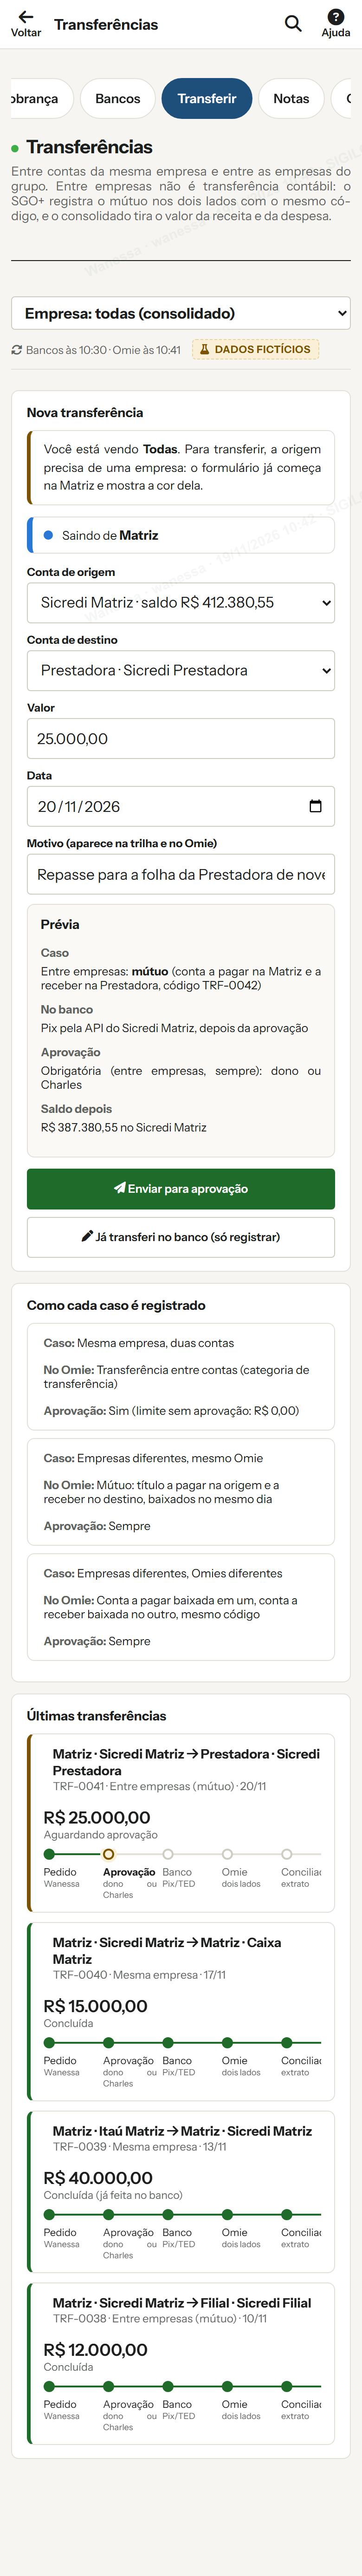 Voltar
Transferências
Ajuda
obrança
Bancos
Transferir
Notas
Transferências
Entre contas da mesma empresa e entre as empresas do
grupo. Entre empresas não é transferência contábil: o
SGO+ registra o mútuo nos dois lados com o mesmo có-
digo, e o consolidado tira o valor da receita e da despesa.
Empresa: todas (consolidado)
Bancos às 10:30 · Omie às 10:41
DADOS FICTÍCIOS
Nova transferência
Você está vendo Todas. Para transferir, a origem
precisa de uma empresa: o formulário já começa
na Matriz e mostra a cor dela.
Saindo de Matriz
Conta de origem
Sicredi Matriz · saldo R$ 412.380,55
Conta de destino
Prestadora · Sicredi Prestadora
Valor
25.000,00
Data
20/11/2026
Motivo (aparece na trilha e no Omie)
Repasse para a folha da Prestadora de nove
Prévia
Caso
Entre empresas: mútuo (conta a pagar na Matriz e a
receber na Prestadora, código TRF-0042)
No banco
Pix pela API do Sicredi Matriz, depois da aprovação
Aprovação
Obrigatória (entre empresas, sempre): dono ou
Charles
Saldo depois
R$ 387.380,55 no Sicredi Matriz
Enviar para aprovação
Já transferi no banco (só registrar)
Como cada caso é registrado
Caso: Mesma empresa, duas contas
No Omie: Transferência entre contas (categoria de
transferência)
Aprovação: Sim (limite sem aprovação: R$ 0,00)
Caso: Empresas diferentes, mesmo Omie
No Omie: Mútuo: título a pagar na origem e a
receber no destino, baixados no mesmo dia
Aprovação: Sempre
Caso: Empresas diferentes, Omies diferentes
No Omie: Conta a pagar baixada em um, conta a
receber baixada no outro, mesmo código
Aprovação: Sempre
Últimas transferências
Matriz · Sicredi Matriz → Prestadora · Sicredi
Prestadora
TRF-0041 · Entre empresas (mútuo) · 20/11
R$ 25.000,00
Aguardando aprovação
Pedido Aprovação Banco Omie Conciliac
Wanessa dono ou Pix/TED dois lados extrato
Charles
Matriz · Sicredi Matriz → Matriz · Caixa
Matriz
TRF-0040 · Mesma empresa · 17/11
R$ 15.000,00
Concluída
Pedido Aprovação Banco Omie Conciliac
Wanessa dono ou Pix/TED dois lados extrato
Charles
Matriz · Itaú Matriz → Matriz · Sicredi Matriz
TRF-0039 · Mesma empresa · 13/11
R$ 40.000,00
Concluída (já feita no banco)
Pedido Aprovação Banco Omie Conciliac
Wanessa dono ou Pix/TED dois lados extrato
Charles
Matriz · Sicredi Matriz → Filial · Sicredi Filial
TRF-0038 · Entre empresas (mútuo) · 10/11
R$ 12.000,00
Concluída
Pedido Aprovação Banco Omie Conciliac
Wanessa dono ou Pix/TED dois lados extrato
Charles